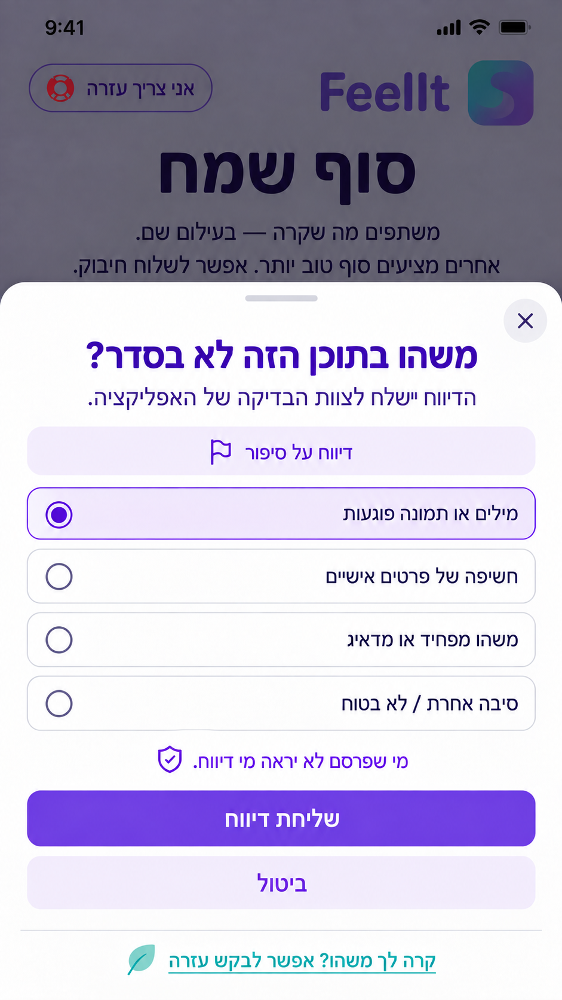 9:41
FeelIt
אני צריך עזרה
סוף שמח
משתפים מה שקרה — בעילום שם.
אחרים מציעים סוף טוב יותר. אפשר לשלוח חיבוק.
משהו בתוכן הזה לא בסדר?
הדיווח יישלח לצוות הבדיקה של האפליקציה.
דיווח על סיפור
מילים או תמונה פוגעות
חשיפה של פרטים אישיים
משהו מפחיד או מדאיג
סיבה אחרת / לא בטוח
מי שפרסם לא יראה מי דיווח.
שליחת דיווח
ביטול
קרה לך משהו? אפשר לבקש עזרה